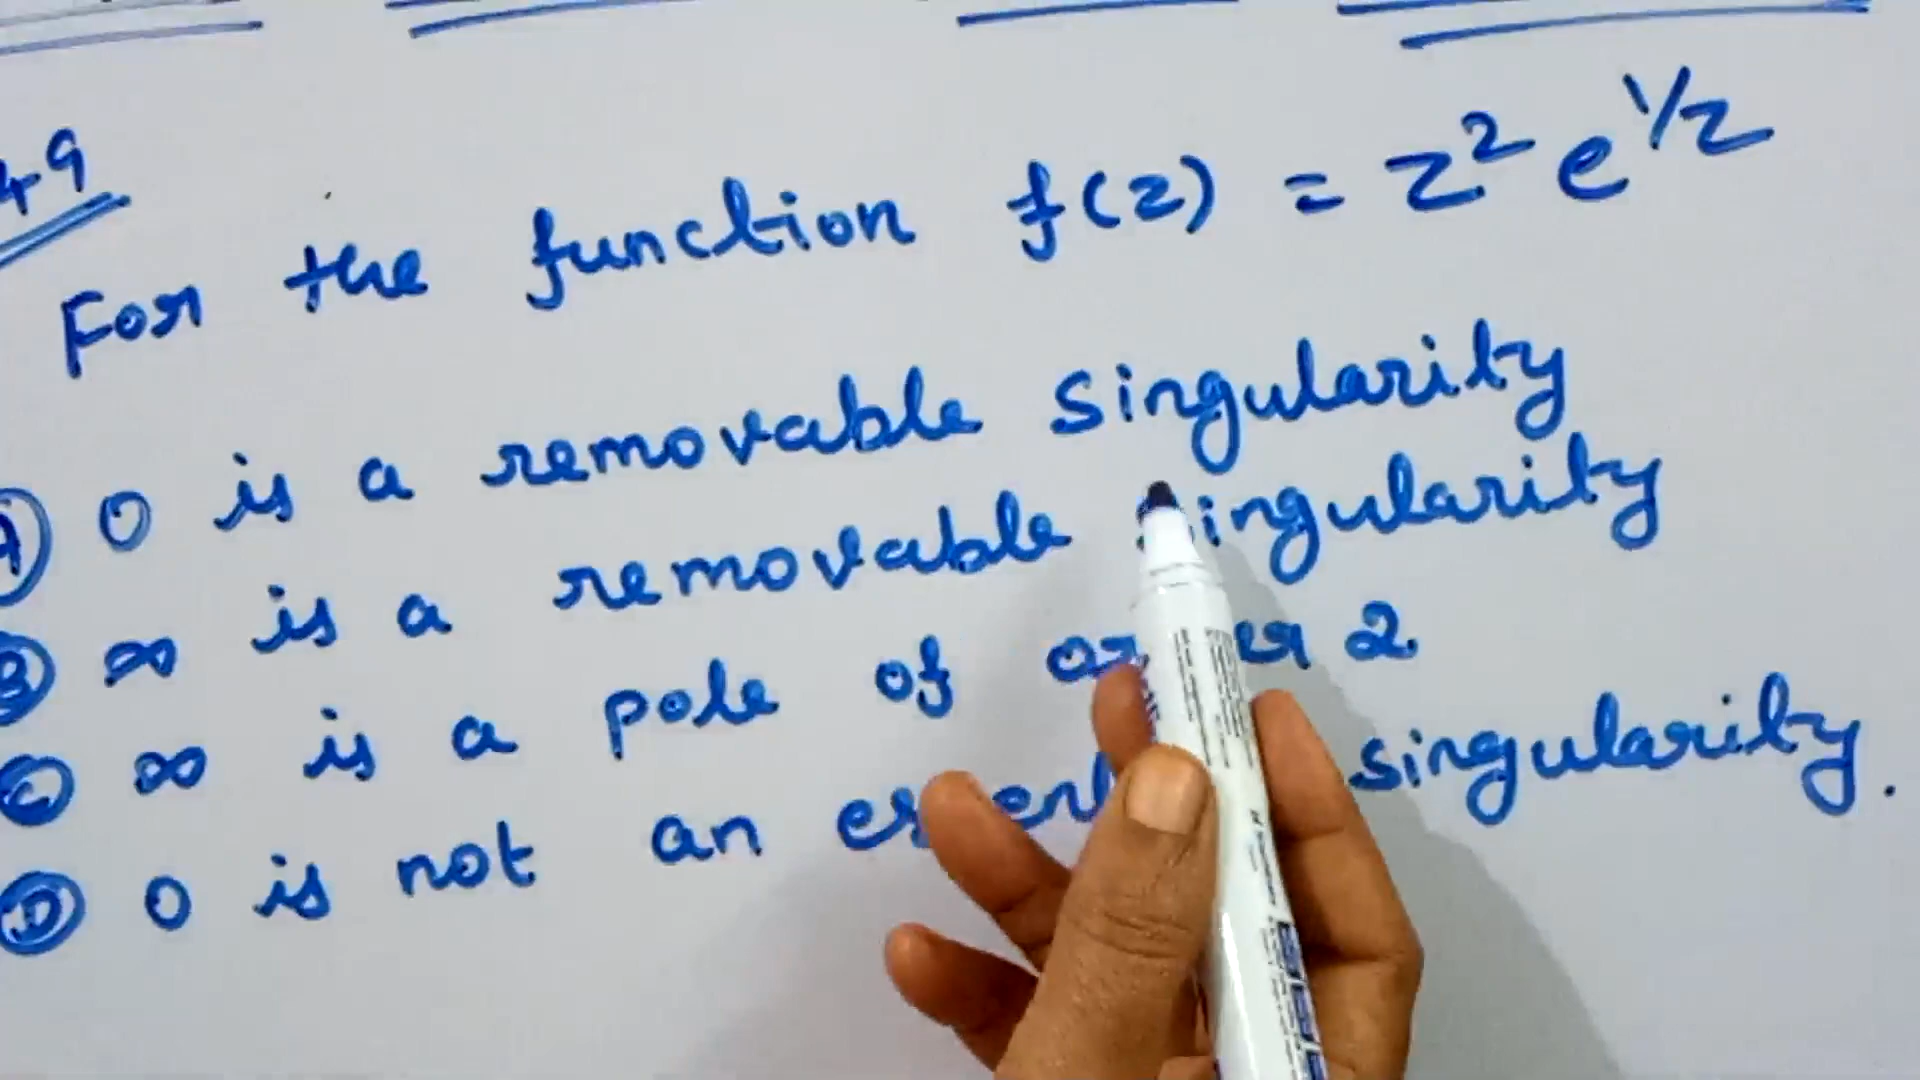 49
For the function f(z) = z² e^1/z
A 0 is a removable singularity
B ∞ is a removable singularity
C ∞ is a pole of order 2.
D 0 is not an singularity.